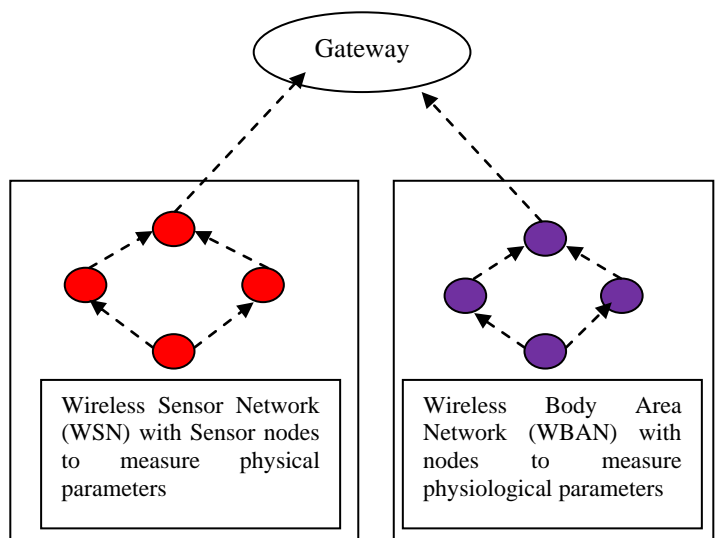 Gateway
Wireless Sensor Network
(WSN) with Sensor nodes
to measure physical
parameters
Wireless Body Area
Network (WBAN) with
nodes to measure
physiological parameters